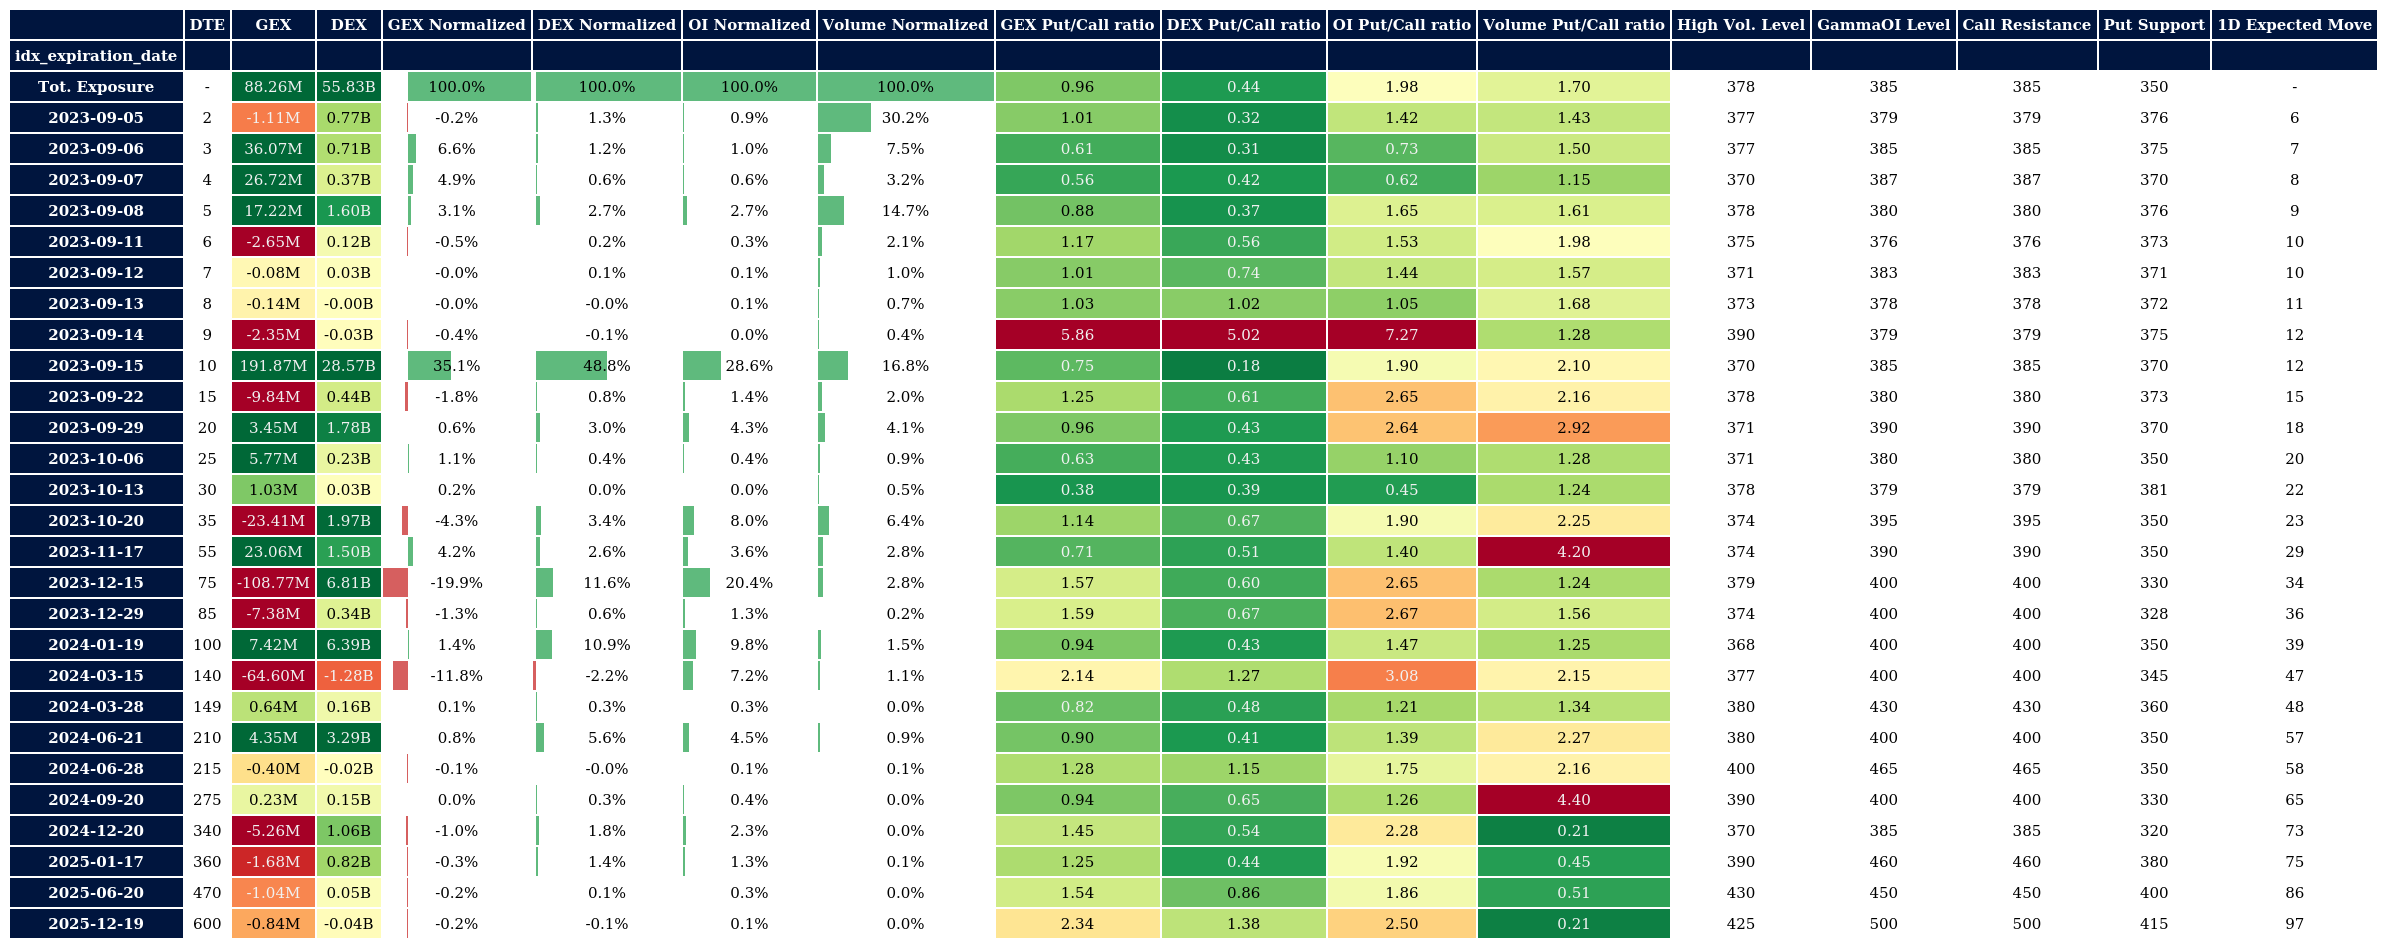 DTE GEX DEX GEX Normalized DEX Normalized OI Normalized Volume Normalized GEX Put/Call ratio DEX Put/Call ratio OI Put/Call ratio Volume Put/Call ratio High Vol. Level GammaOI Level Call Resistance Put Support 1D Expected Move
idx_expiration_date
Tot. Exposure - 88.26M 55.83B 100.0% 100.0% 100.0% 100.0% 0.96 0.44 1.98 1.70 378 385 385 350 -
2023-09-05 2 -1.11M 0.77B -0.2% 1.3% 0.9% 30.2% 1.01 0.32 1.42 1.43 377 379 379 376 6
2023-09-06 3 36.07M 0.71B 6.6% 1.2% 1.0% 7.5% 0.61 0.31 0.73 1.50 377 385 385 375 7
2023-09-07 4 26.72M 0.37B 4.9% 0.6% 0.6% 3.2% 0.56 0.42 0.62 1.15 370 387 387 370 8
2023-09-08 5 17.22M 1.60B 3.1% 2.7% 2.7% 14.7% 0.88 0.37 1.65 1.61 378 380 380 376 9
2023-09-11 6 -2.65M 0.12B -0.5% 0.2% 0.3% 2.1% 1.17 0.56 1.53 1.98 375 376 376 373 10
2023-09-12 7 -0.08M 0.03B -0.0% 0.1% 0.1% 1.0% 1.01 0.74 1.44 1.57 371 383 383 371 10
2023-09-13 8 -0.14M -0.00B -0.0% -0.0% 0.1% 0.7% 1.03 1.02 1.05 1.68 373 378 378 372 11
2023-09-14 9 -2.35M -0.03B -0.4% -0.1% 0.0% 0.4% 5.86 5.02 7.27 1.28 390 379 379 375 12
2023-09-15 10 191.87M 28.57B 35.1% 48.8% 28.6% 16.8% 0.75 0.18 1.90 2.10 370 385 385 370 12
2023-09-22 15 -9.84M 0.44B -1.8% 0.8% 1.4% 2.0% 1.25 0.61 2.65 2.16 378 380 380 373 15
2023-09-29 20 3.45M 1.78B 0.6% 3.0% 4.3% 4.1% 0.96 0.43 2.64 2.92 371 390 390 370 18
2023-10-06 25 5.77M 0.23B 1.1% 0.4% 0.4% 0.9% 0.63 0.43 1.10 1.28 371 380 380 350 20
2023-10-13 30 1.03M 0.03B 0.2% 0.0% 0.0% 0.5% 0.38 0.39 0.45 1.24 378 379 379 381 22
2023-10-20 35 -23.41M 1.97B -4.3% 3.4% 8.0% 6.4% 1.14 0.67 1.90 2.25 374 395 395 350 23
2023-11-17 55 23.06M 1.50B 4.2% 2.6% 3.6% 2.8% 0.71 0.51 1.40 4.20 374 390 390 350 29
2023-12-15 75 -108.77M 6.81B -19.9% 11.6% 20.4% 2.8% 1.57 0.60 2.65 1.24 379 400 400 330 34
2023-12-29 85 -7.38M 0.34B -1.3% 0.6% 1.3% 0.2% 1.59 0.67 2.67 1.56 374 400 400 328 36
2024-01-19 100 7.42M 6.39B 1.4% 10.9% 9.8% 1.5% 0.94 0.43 1.47 1.25 368 400 400 350 39
2024-03-15 140 -64.60M -1.28B -11.8% -2.2% 7.2% 1.1% 2.14 1.27 3.08 2.15 377 400 400 345 47
2024-03-28 149 0.64M 0.16B 0.1% 0.3% 0.3% 0.0% 0.82 0.48 1.21 1.34 380 430 430 360 48
2024-06-21 210 4.35M 3.29B 0.8% 5.6% 4.5% 0.9% 0.90 0.41 1.39 2.27 380 400 400 350 57
2024-06-28 215 -0.40M -0.02B -0.1% -0.0% 0.1% 0.1% 1.28 1.15 1.75 2.16 400 465 465 350 58
2024-09-20 275 0.23M 0.15B 0.0% 0.3% 0.4% 0.0% 0.94 0.65 1.26 4.40 390 400 400 330 65
2024-12-20 340 -5.26M 1.06B -1.0% 1.8% 2.3% 0.0% 1.45 0.54 2.28 0.21 370 385 385 320 73
2025-01-17 360 -1.68M 0.82B -0.3% 1.4% 1.3% 0.1% 1.25 0.44 1.92 0.45 390 460 460 380 75
2025-06-20 470 -1.04M 0.05B -0.2% 0.1% 0.3% 0.0% 1.54 0.86 1.86 0.51 430 450 450 400 86
2025-12-19 600 -0.84M -0.04B -0.2% -0.1% 0.1% 0.0% 2.34 1.38 2.50 0.21 425 500 500 415 97